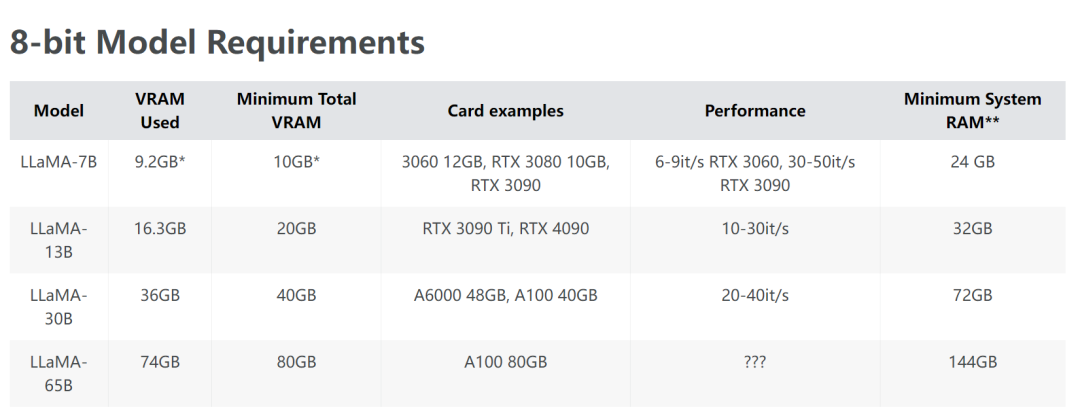 8-bit Model Requirements
Model VRAM Used Minimum Total VRAM Card examples Performance Minimum System RAM**
LLaMA-7B 9.2GB* 10GB* 3060 12GB, RTX 3080 10GB, RTX 3090 6-9it/s RTX 3060, 30-50it/s RTX 3090 24 GB
LLaMA-13B 16.3GB 20GB RTX 3090 Ti, RTX 4090 10-30it/s 32GB
LLaMA-30B 36GB 40GB A6000 48GB, A100 40GB 20-40it/s 72GB
LLaMA-65B 74GB 80GB A100 80GB ??? 144GB